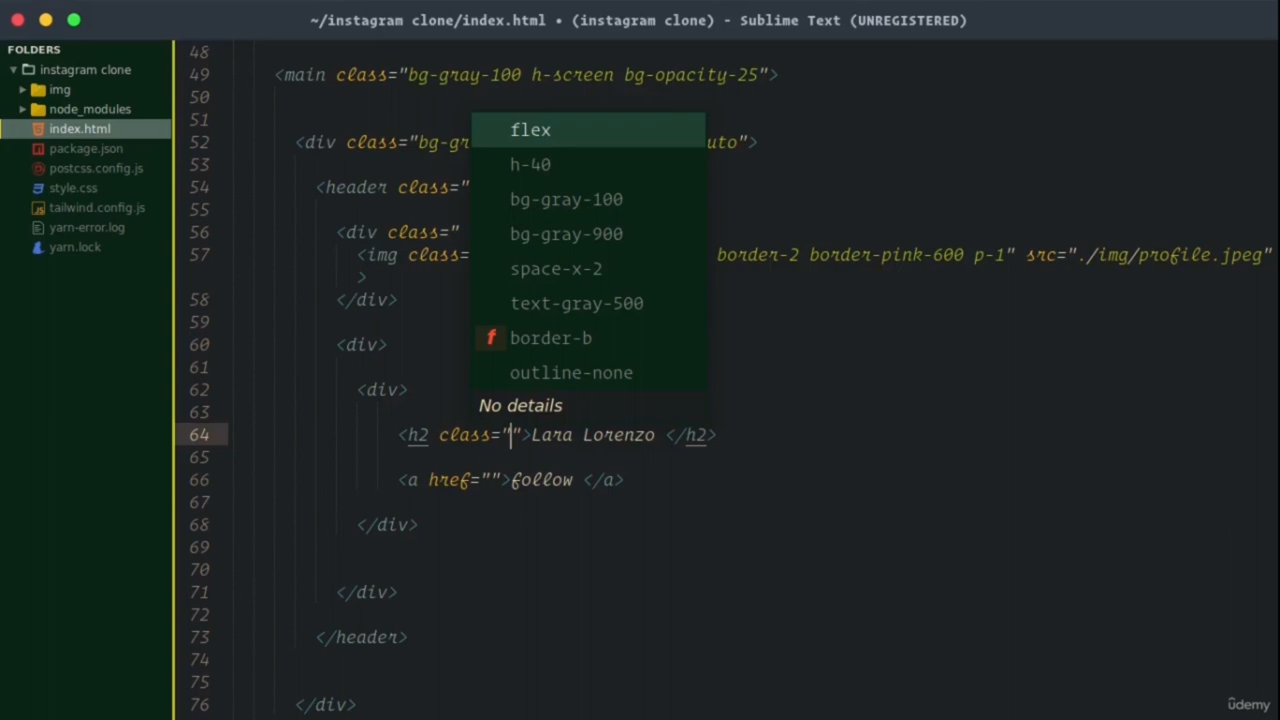 ~/instagram clone/index.html • (instagram clone) - Sublime Text (UNREGISTERED)
FOLDERS
instagram clone
img
node_modules
index.html
package.json
postcss.config.js
style.css
tailwind.config.js
yarn-error.log
yarn.lock
48
49 <main class="bg-gray-100 h-screen bg-opacity-25">
50
51
52 <div class="bg-gr uto">
53
54 <header class="
55
56 <div class="
57 <img class= border-2 border-pink-600 p-1" src="./img/profile.jpeg"
>
58 </div>
59
60 <div>
61
62 <div>
63
64 <h2 class="">Lara Lorenzo </h2>
65
66 <a href="">follow </a>
67
68 </div>
69
70
71 </div>
72
73 </header>
74
75
76 </div>
flex
h-40
bg-gray-100
bg-gray-900
space-x-2
text-gray-500
f border-b
outline-none
No details
ûdemy